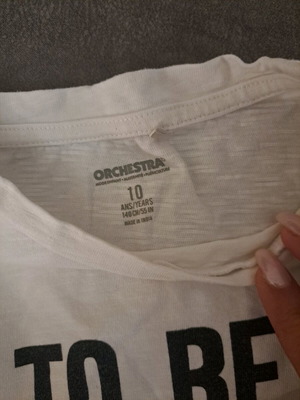 ORCHESTRA
10
ANS/YEARS
140 CM/55 IN
MADE IN INDIA
TO BE